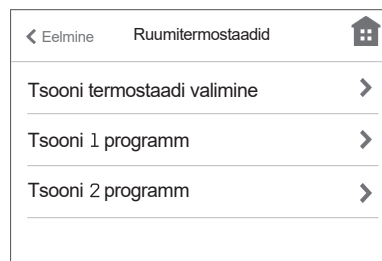 Eelmine Ruumitermostaadid
Tsooni termostaadi valimine
Tsooni 1 programm
Tsooni 2 programm